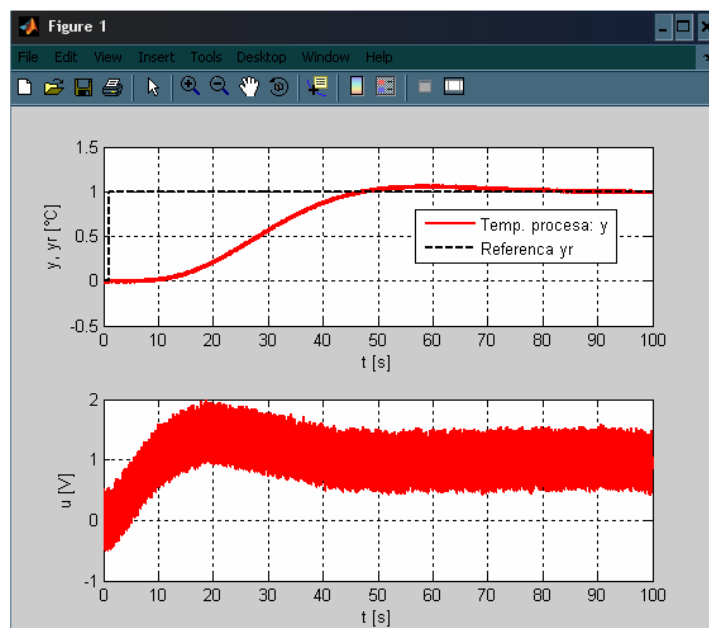 Figure 1
File Edit View Insert Tools Desktop Window Help
1.5
1
0.5
0
-0.5
y, yr [°C]
Temp. procesa: y
Referenca yr
0 10 20 30 40 50 60 70 80 90 100
t [s]
2
1
0
-1
u [V]
0 10 20 30 40 50 60 70 80 90 100
t [s]